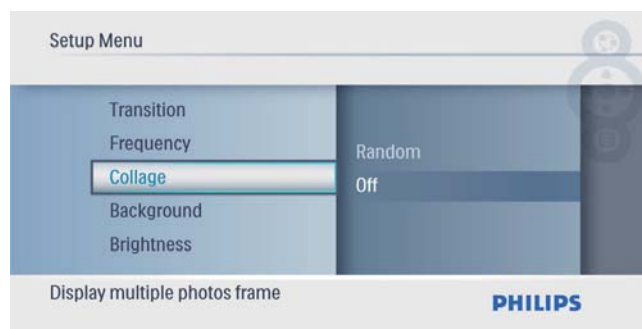 Setup Menu
Transition
Frequency
Collage
Background
Brightness
Random
Off
Display multiple photos frame
PHILIPS